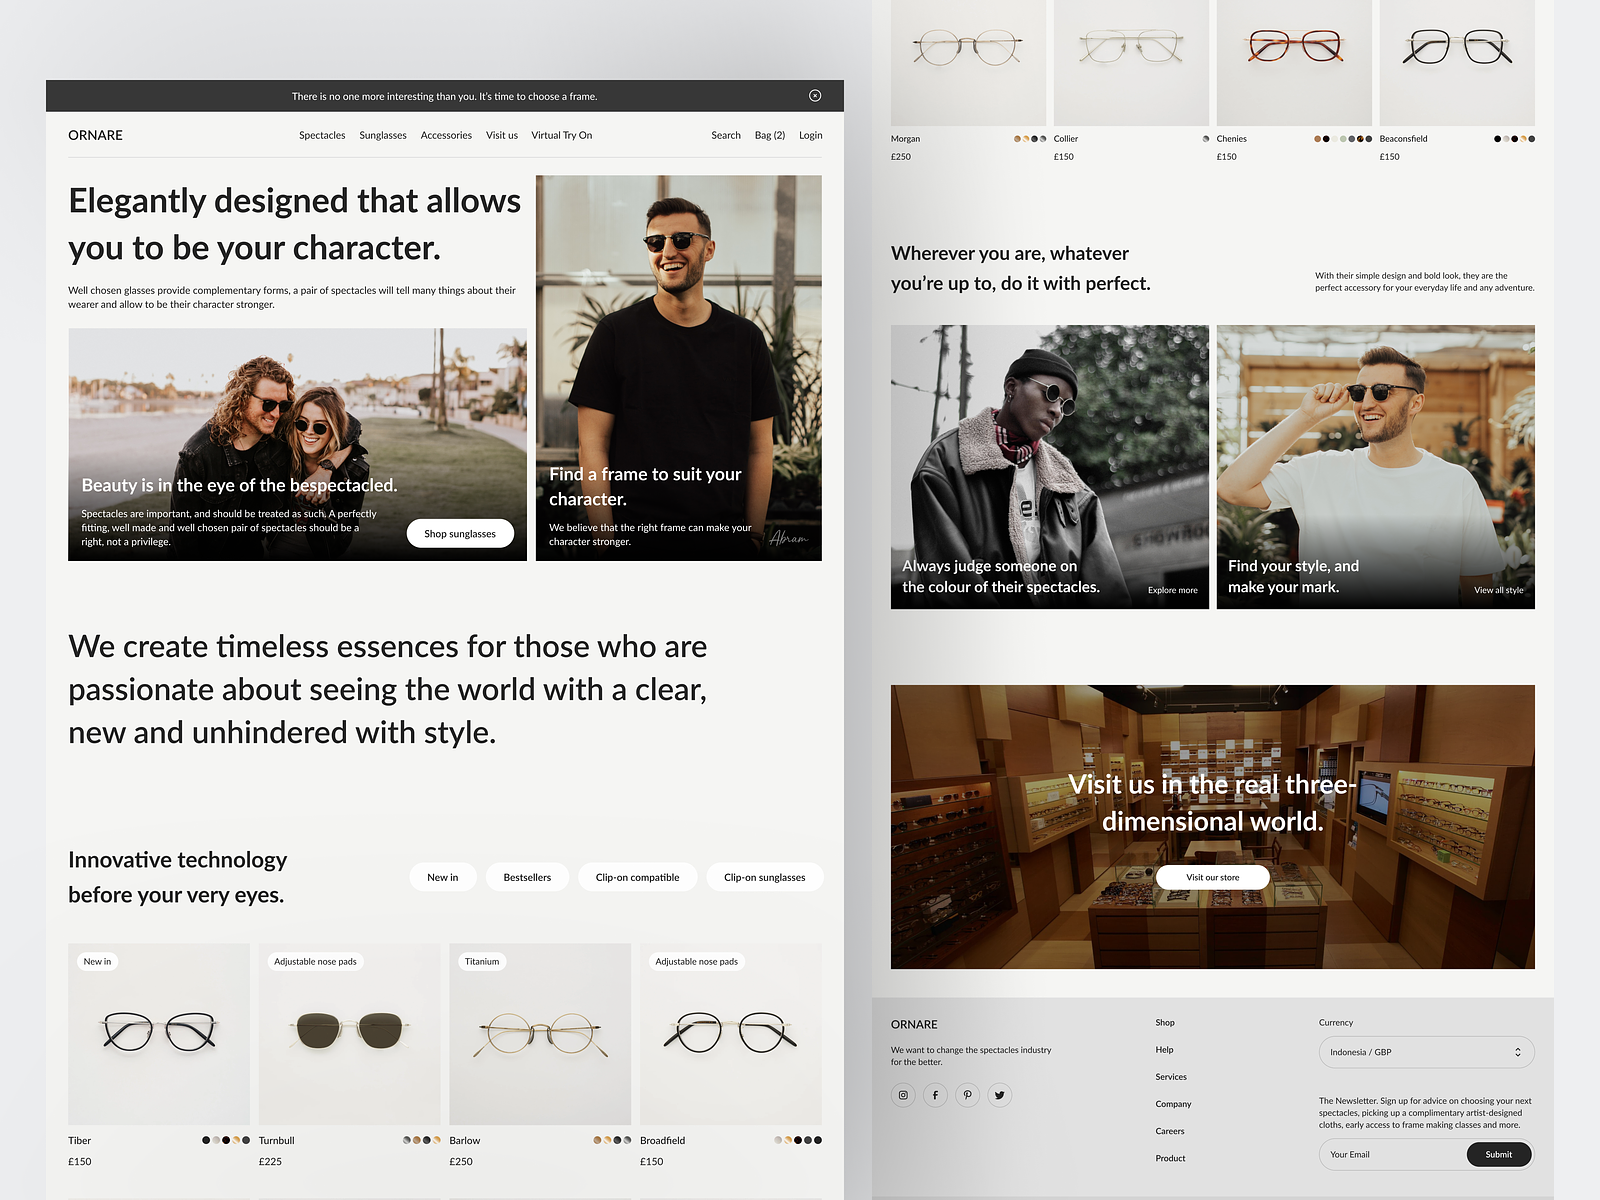 There is no one more interesting than you. It's time to choose a frame.
ORNARE
Spectacles Sunglasses Accessories Visit us Virtual Try On
Search Bag (2) Login
Elegantly designed that allows
you to be your character.
Well chosen glasses provide complementary forms, a pair of spectacles will tell many things about their
wearer and allow to be their character stronger.
Beauty is in the eye of the bespectacled.
Spectacles are important, and should be treated as such. A perfectly
fitting, well made and well chosen pair of spectacles should be a
right, not a privilege.
Shop sunglasses
Find a frame to suit your
character.
We believe that the right frame can make your
character stronger.
Abram
We create timeless essences for those who are
passionate about seeing the world with a clear,
new and unhindered with style.
Innovative technology
before your very eyes.
New in
Bestsellers
Clip-on compatible
Clip-on sunglasses
New in
Adjustable nose pads
Titanium
Adjustable nose pads
Tiber
£150
Turnbull
£225
Barlow
£250
Broadfield
£150
Morgan
£250
Collier
£150
Chenies
£150
Beaconsfield
£150
Wherever you are, whatever
you're up to, do it with perfect.
With their simple design and bold look, they are the
perfect accessory for your everyday life and any adventure.
Always judge someone on
the colour of their spectacles.
Explore more
Find your style, and
make your mark.
View all style
Visit us in the real three-
dimensional world.
Visit our store
ORNARE
We want to change the spectacles industry
for the better.
Shop
Help
Services
Company
Careers
Product
Currency
Indonesia / GBP
The Newsletter. Sign up for advice on choosing your next
spectacles, picking up a complimentary artist-designed
cloths, early access to frame making classes and more.
Your Email
Submit